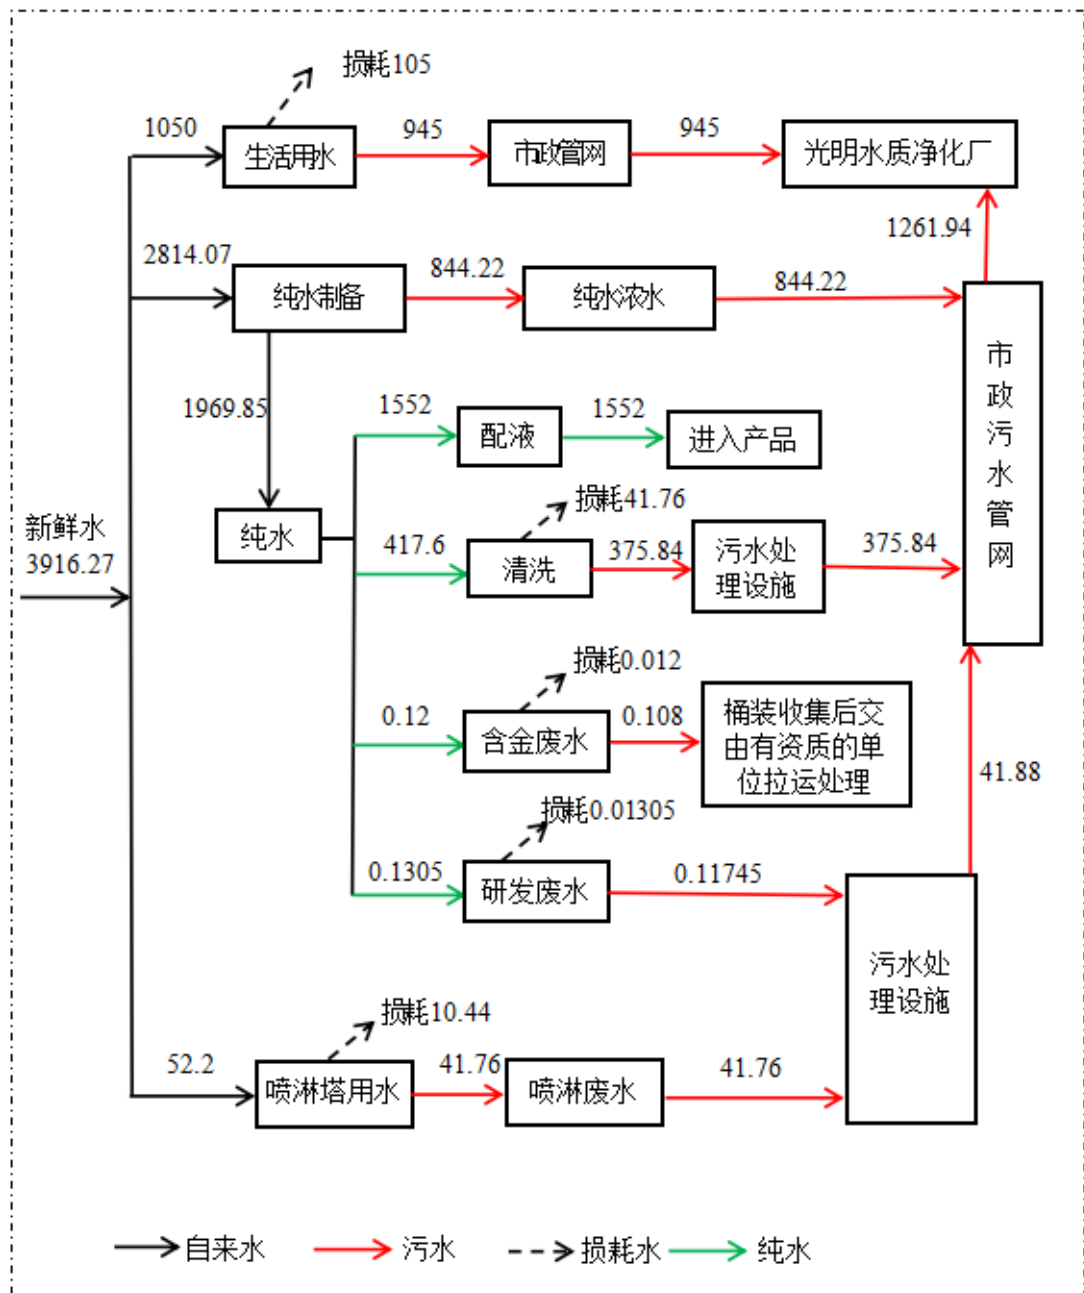 损耗105
1050
生活用水
945
市政管网
945
光明水质净化厂
1261.94
2814.07
纯水制备
844.22
纯水浓水
844.22
市政污水管网
1969.85
1552
配液
1552
进入产品
损耗41.76
新鲜水
3916.27
纯水
417.6
清洗
375.84
污水处
理设施
375.84
损耗0.012
0.12
含金废水
0.108
桶装收集后交
由有资质的单
位拉运处理
41.88
损耗0.01305
0.1305
研发废水
0.11745
污水处
理设施
损耗10.44
52.2
喷淋塔用水
41.76
喷淋废水
41.76
自来水
污水
损耗水
纯水